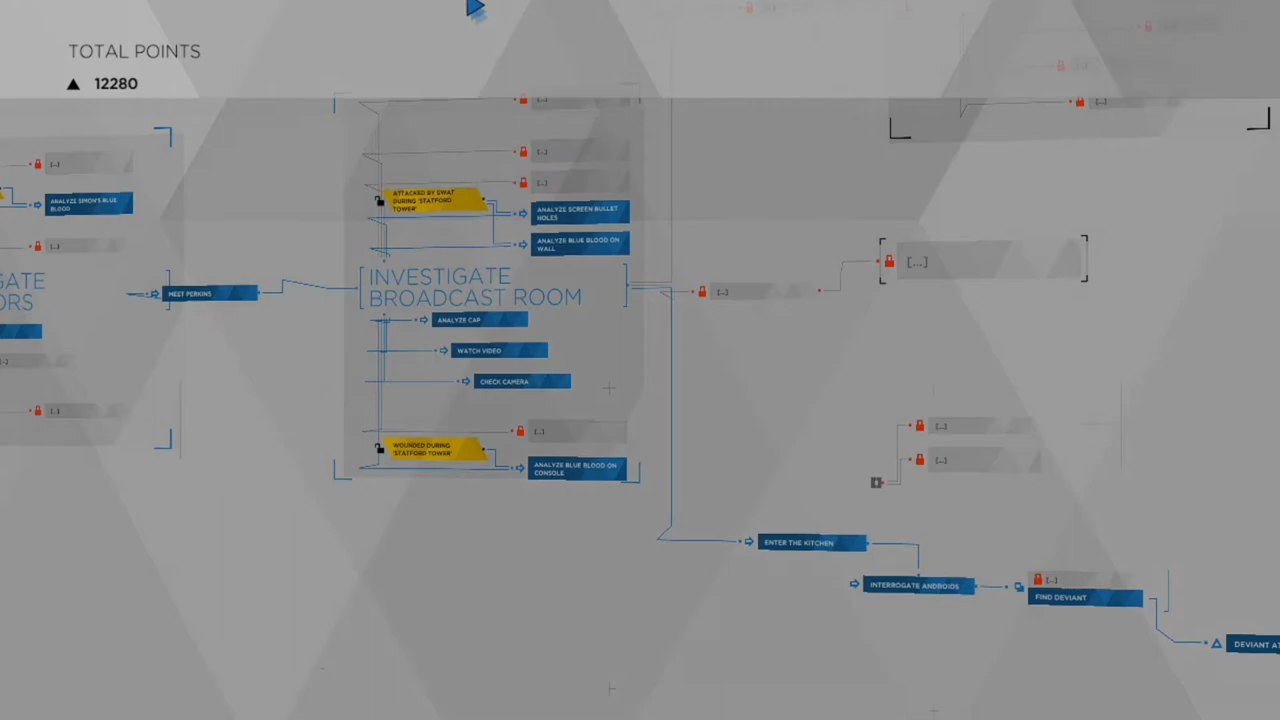 TOTAL POINTS
12280
[...]
[...]
[...]
[...]
[...]
ATTACKED BY SWAT
DURING 'STATFORD
TOWER'
ANALYZE SIMON'S BLUE
BLOOD
ANALYZE SCREEN BULLET
HOLES
[...]
ANALYZE BLUE BLOOD ON
WALL
[...]
GATE
ORS
INVESTIGATE
BROADCAST ROOM
MEET PERKINS
[...]
ANALYZE CAP
WATCH VIDEO
[...]
CHECK CAMERA
[...]
[...]
[...]
WOUNDED DURING
'STATFORD TOWER'
[...]
ANALYZE BLUE BLOOD ON
CONSOLE
ENTER THE KITCHEN
INTERROGATE ANDROIDS
[...]
FIND DEVIANT
DEVIANT AT